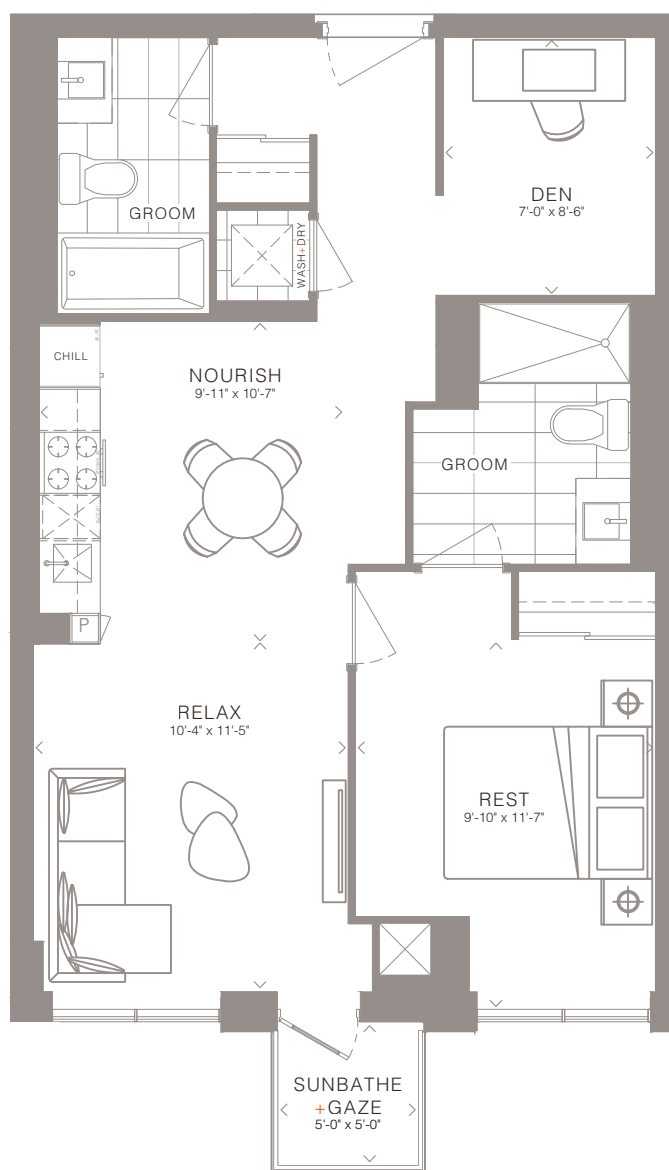 DEN
7'-0" x 8'-6"
GROOM
WASH+DRY
CHILL
NOURISH
9'-11" x 10'-7"
GROOM
P
RELAX
10'-4" x 11'-5"
REST
9'-10" x 11'-7"
SUNBATHE
+GAZE
5'-0" x 5'-0"